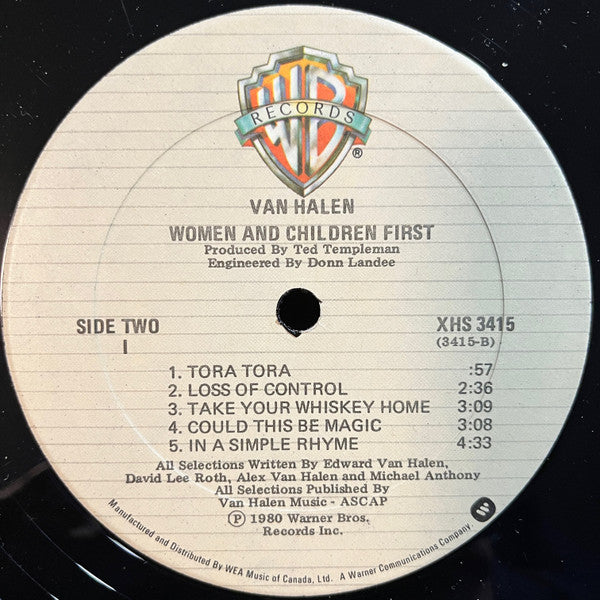 WB
RECORDS
®
VAN HALEN
WOMEN AND CHILDREN FIRST
Produced By Ted Templeman
Engineered By Donn Landee
SIDE TWO
I
XHS 3415
(3415-B)
1. TORA TORA :57
2. LOSS OF CONTROL 2:36
3. TAKE YOUR WHISKEY HOME 3:09
4. COULD THIS BE MAGIC 3:08
5. IN A SIMPLE RHYME 4:33
All Selections Written By Edward Van Halen,
David Lee Roth, Alex Van Halen and Michael Anthony
All Selections Published By
Van Halen Music - ASCAP
Ⓟ 1980 Warner Bros.
Records Inc.
Manufactured and Distributed By WEA Music of Canada, Ltd. A Warner Communications Company.